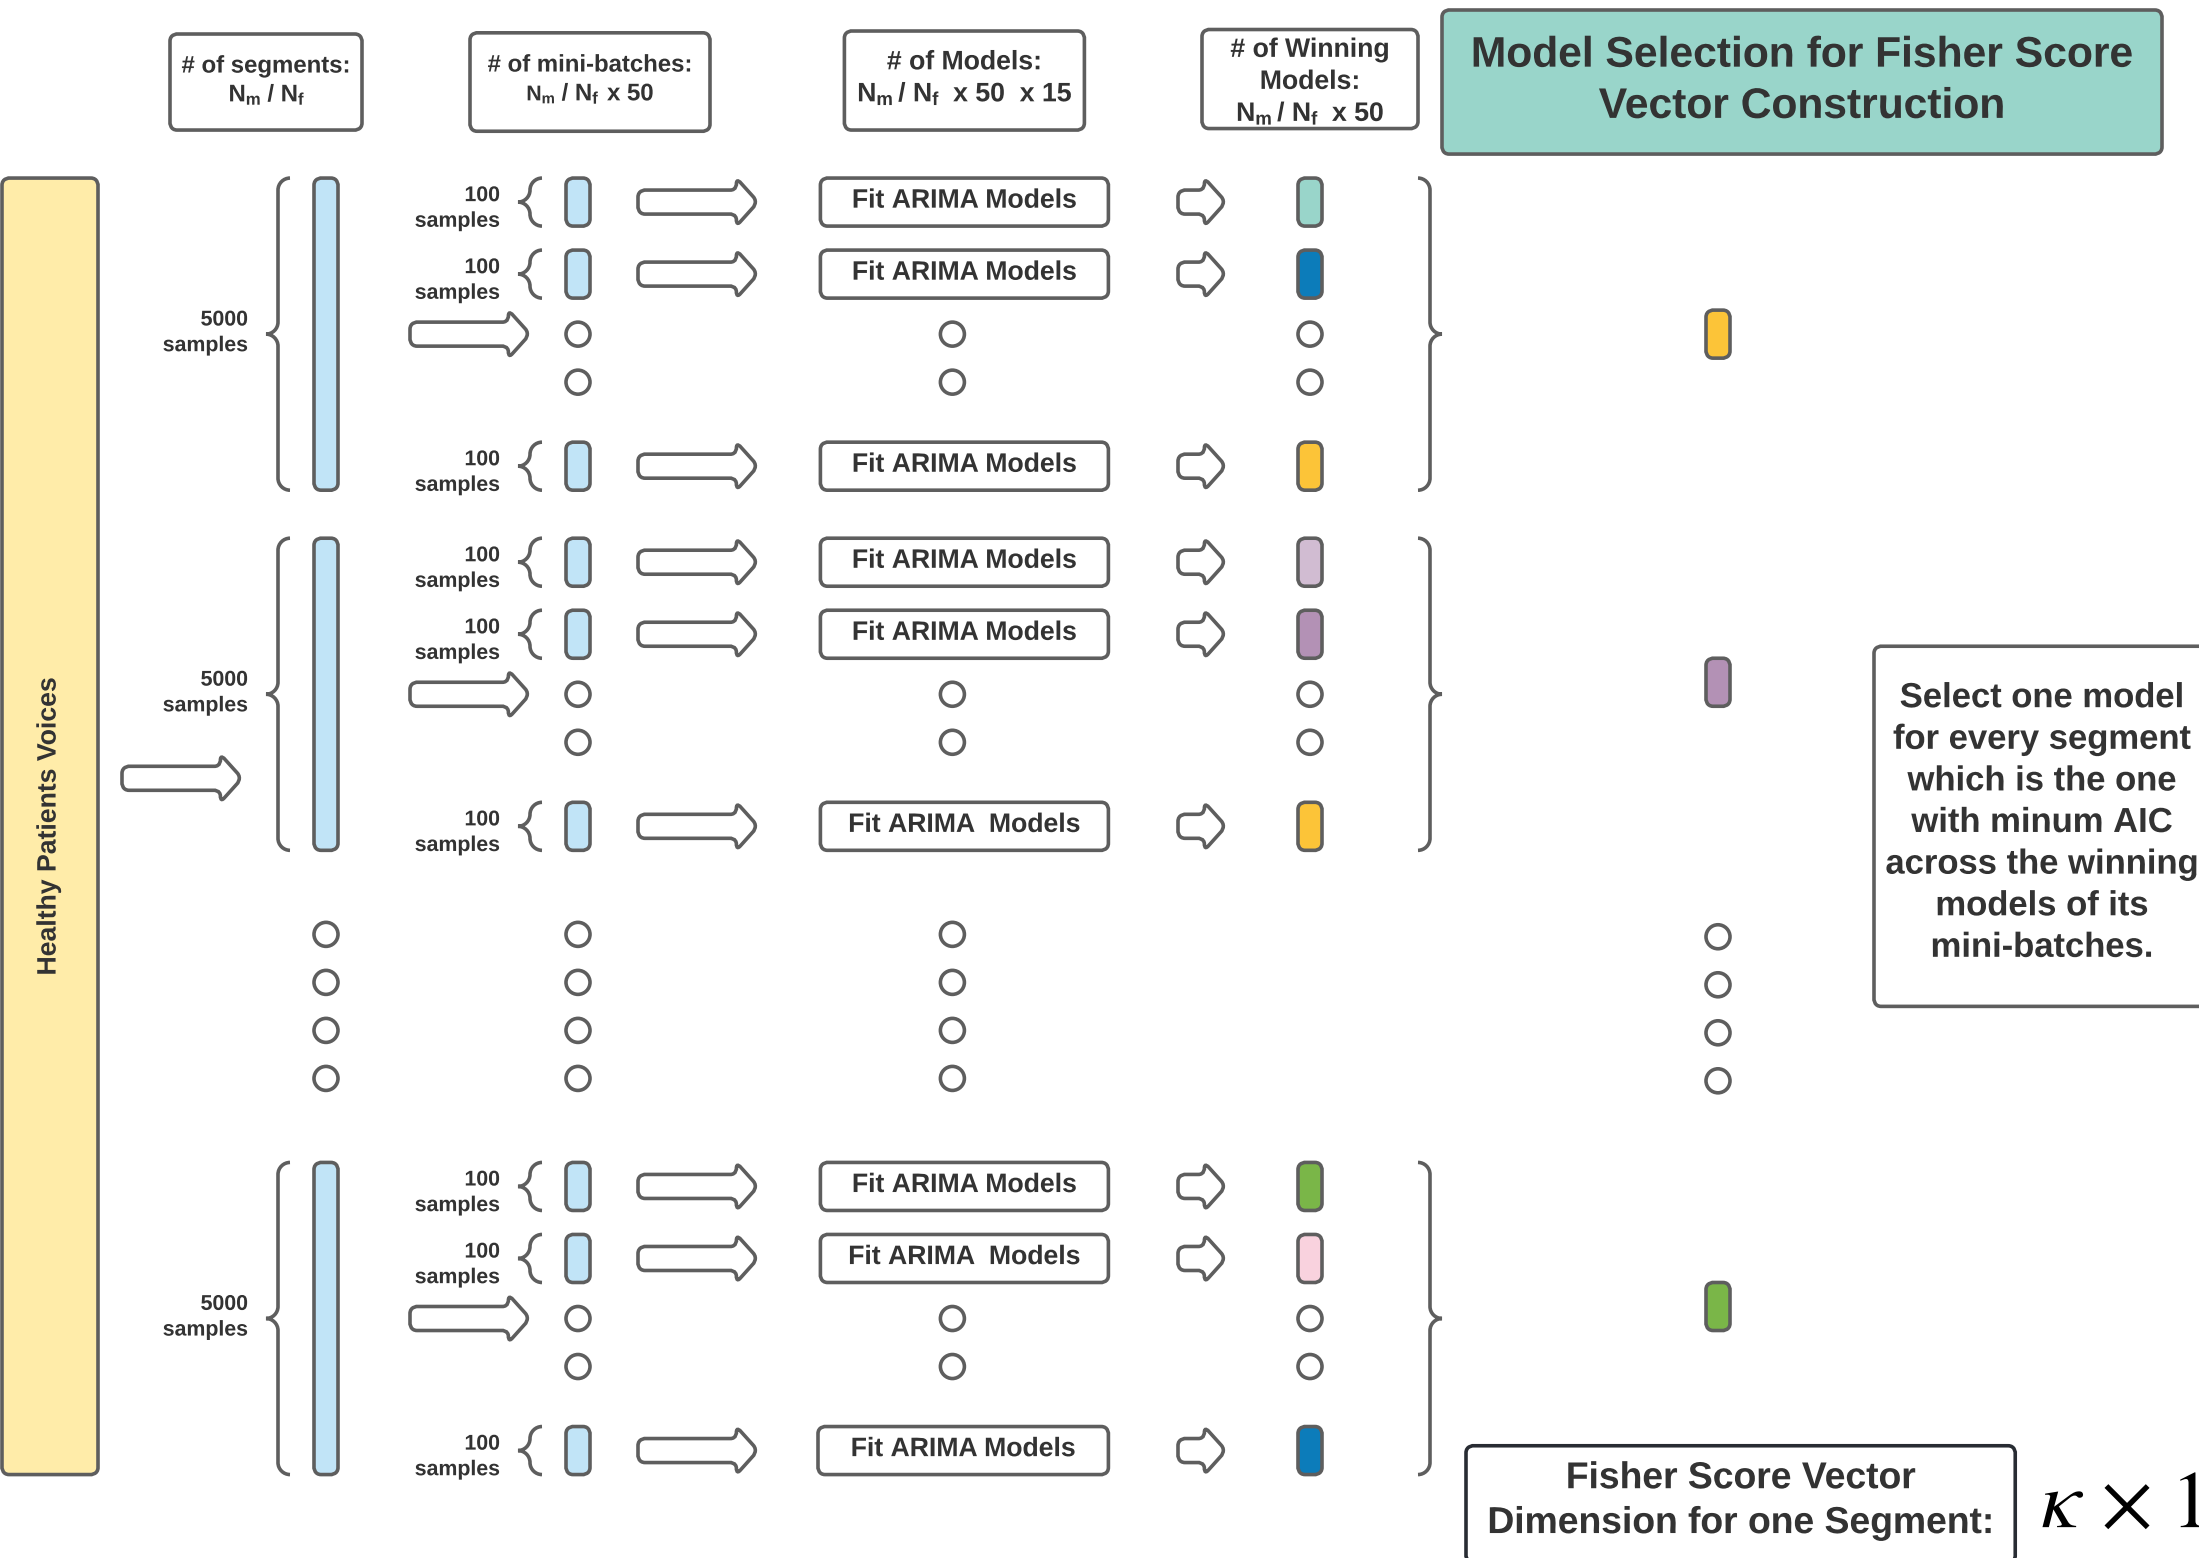 # of segments:
Nm / Nf
# of mini-batches:
Nm / Nf x 50
# of Models:
Nm / Nf x 50 x 15
# of Winning
Models:
Nm / Nf x 50
Model Selection for Fisher Score
Vector Construction
Healthy Patients Voices
5000
samples
100
samples
Fit ARIMA Models
100
samples
Fit ARIMA Models
100
samples
Fit ARIMA Models
5000
samples
100
samples
Fit ARIMA Models
100
samples
Fit ARIMA Models
100
samples
Fit ARIMA Models
Select one model
for every segment
which is the one
with minum AIC
across the winning
models of its
mini-batches.
5000
samples
100
samples
Fit ARIMA Models
100
samples
Fit ARIMA Models
100
samples
Fit ARIMA Models
Fisher Score Vector
Dimension for one Segment:
κ × 1